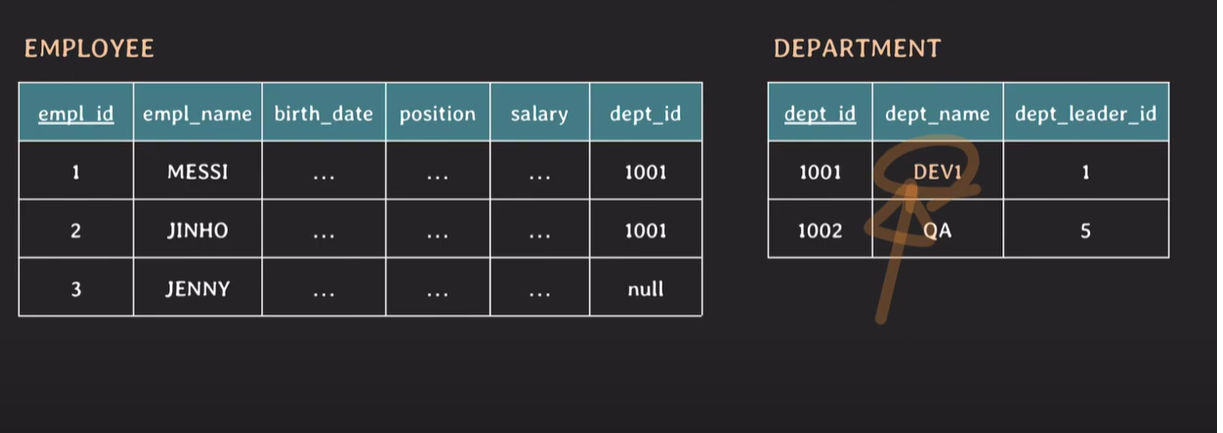 EMPLOYEE
empl_id empl_name birth_date position salary dept_id
1 MESSI ... ... ... 1001
2 JINHO ... ... ... 1001
3 JENNY ... ... ... null
DEPARTMENT
dept_id dept_name dept_leader_id
1001 DEV1 1
1002 QA 5